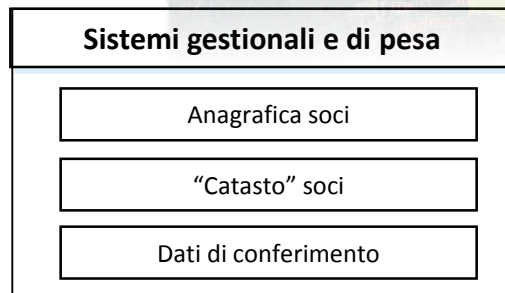 Sistemi gestionali e di pesa
Anagrafica soci
“Catasto” soci
Dati di conferimento